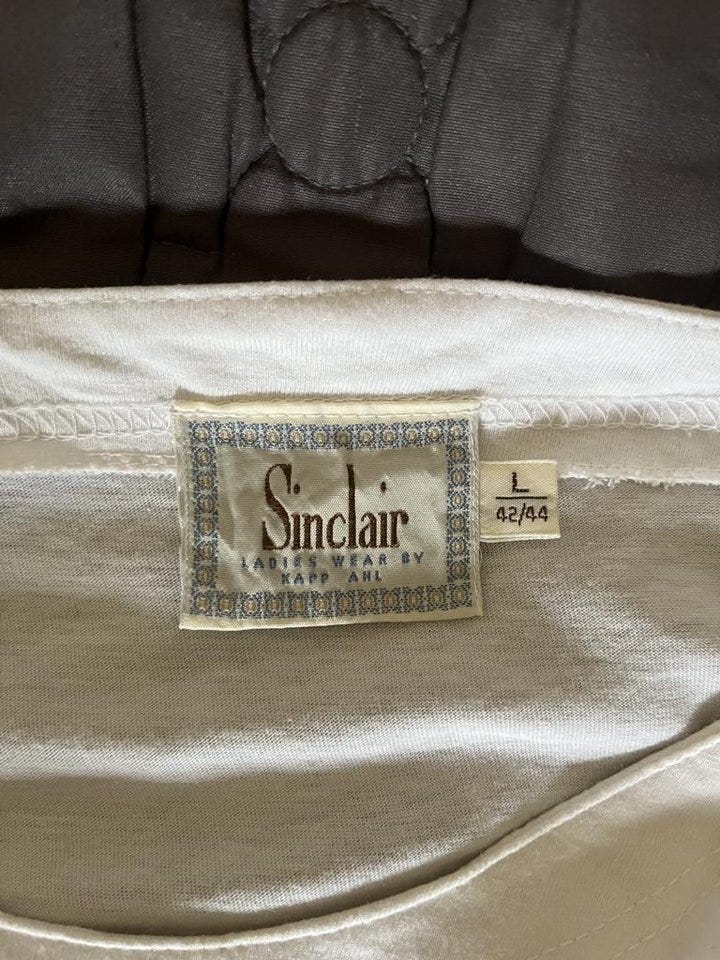 Sinclair
LADIES WEAR BY
KAPP AHL
L
42/44